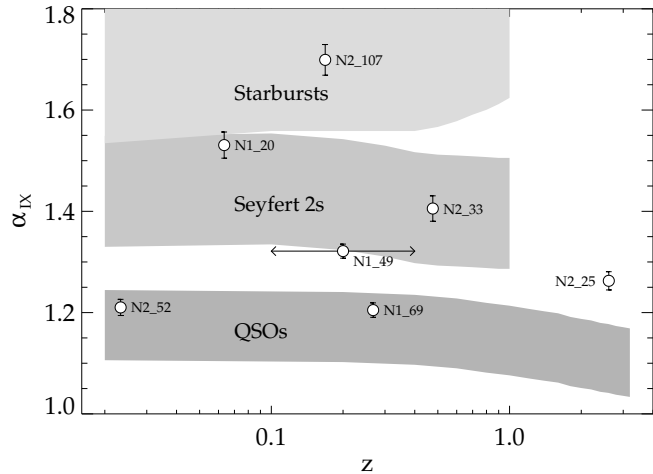 1.8
N2_107
Starbursts
1.6
N1_20
α_IX
Seyfert 2s
N2_33
1.4
N1_49
N2_25
N2_52
N1_69
1.2
QSOs
1.0
0.1
1.0
z